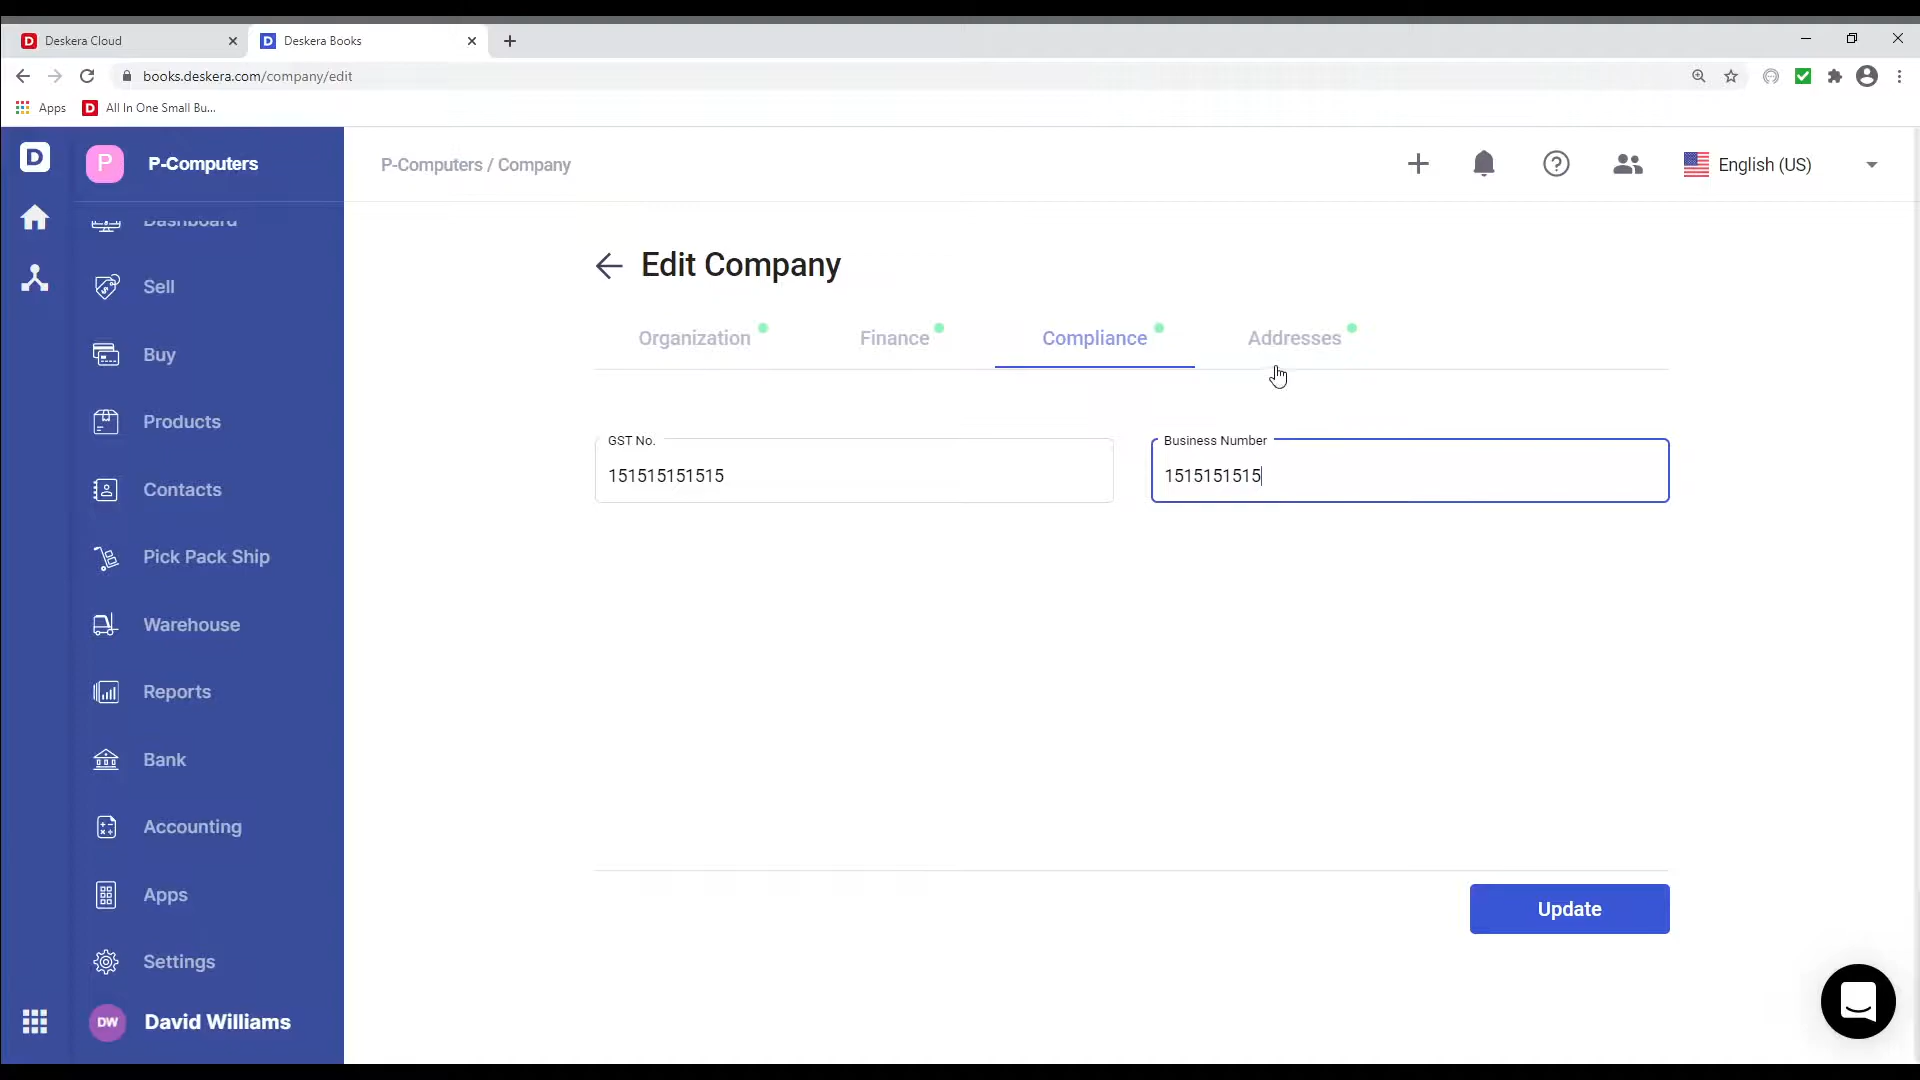 Deskera Cloud
Deskera Books
books.deskera.com/company/edit
Apps
All In One Small Bu...
D
P
P-Computers
P-Computers / Company
English (US)
Dashboard
Sell
Buy
Products
Contacts
Pick Pack Ship
Warehouse
Reports
Bank
Accounting
Apps
Settings
DW
David Williams
Edit Company
Organization
Finance
Compliance
Addresses
GST No.
151515151515
Business Number
1515151515
Update